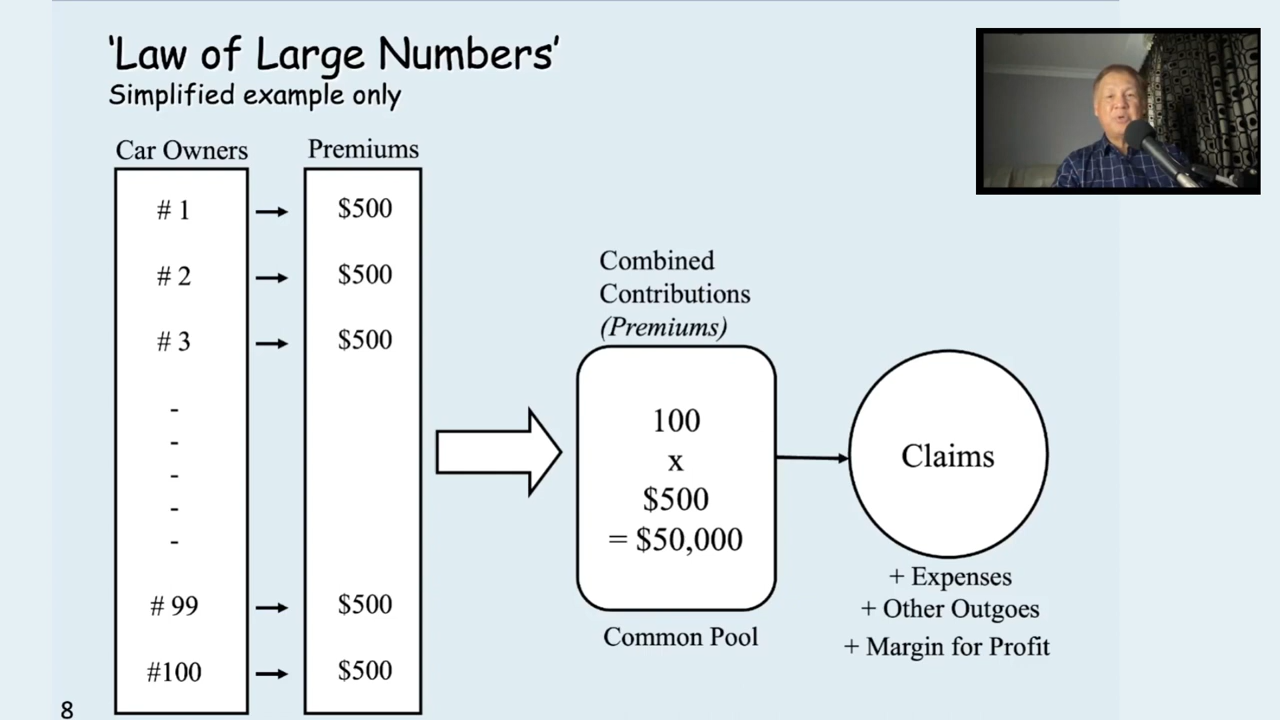 ‘Law of Large Numbers’
Simplified example only
Car Owners
Premiums
# 1
$500
# 2
$500
# 3
$500
-
-
-
-
-
# 99
$500
#100
$500
Combined
Contributions
(Premiums)
100
x
$500
= $50,000
Common Pool
Claims
+ Expenses
+ Other Outgoes
+ Margin for Profit
8